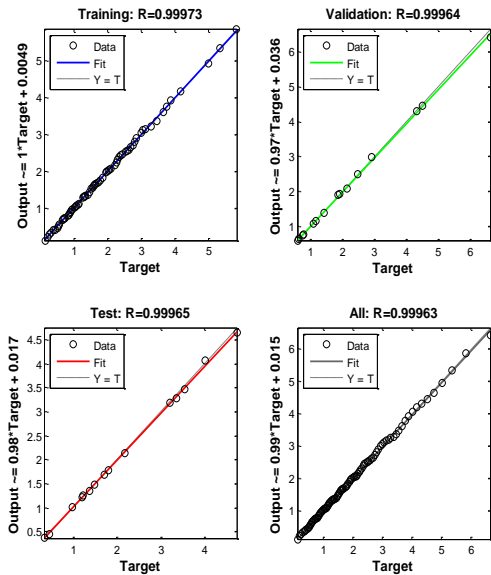 Training: R=0.99973
Output ~= 1*Target + 0.0049
5
4
3
2
1
Data
Fit
Y = T
1 2 3 4 5
Target
Validation: R=0.99964
Output ~= 0.97*Target + 0.036
6
5
4
3
2
1
Data
Fit
Y = T
1 2 3 4 5 6
Target
Test: R=0.99965
Output ~= 0.98*Target + 0.017
4.5
4
3.5
3
2.5
2
1.5
1
0.5
Data
Fit
Y = T
1 2 3 4
Target
All: R=0.99963
Output ~= 0.99*Target + 0.015
6
5
4
3
2
1
Data
Fit
Y = T
1 2 3 4 5 6
Target